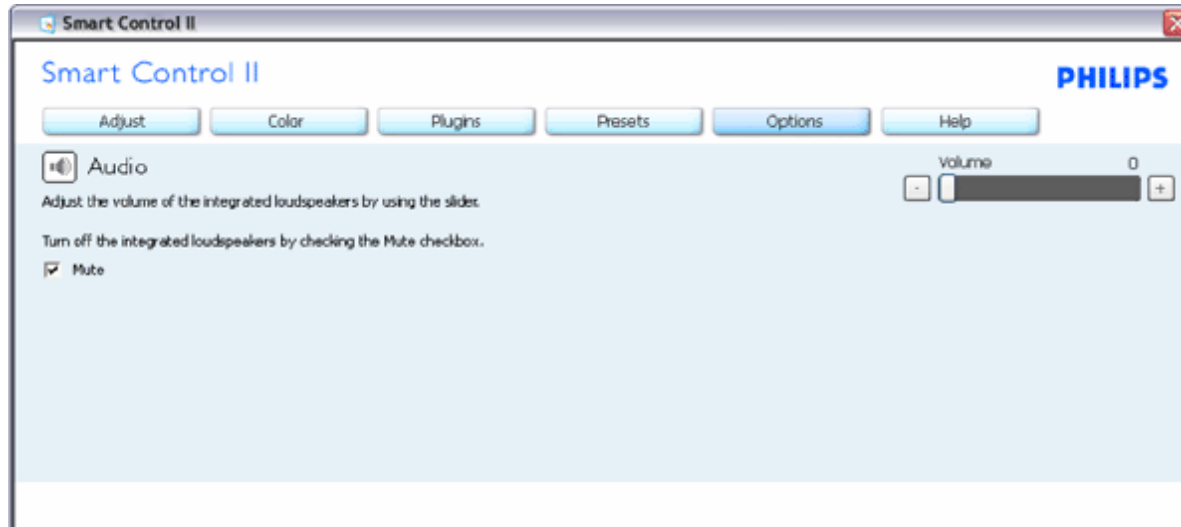 Smart Control II
Smart Control II
PHILIPS
Adjust Color Plugins Presets Options Help
Audio
Volume 0
- +
Adjust the volume of the integrated loudspeakers by using the slider.
Turn off the integrated loudspeakers by checking the Mute checkbox.
Mute